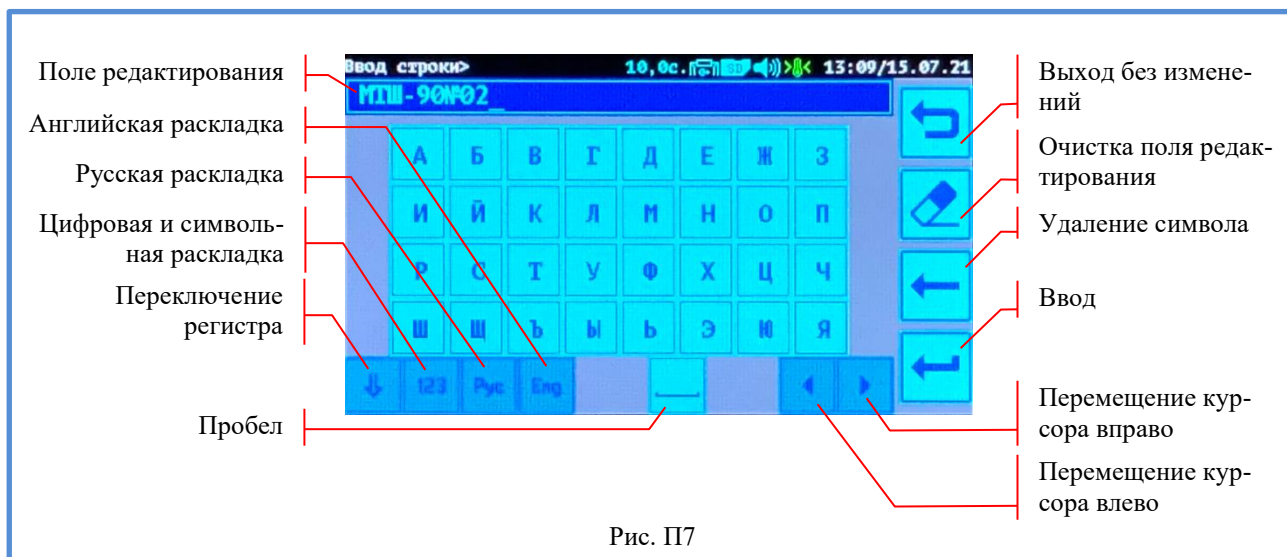 Ввод строки> 10,0с. SD 13:09/15.07.21
МТШ-90№02_
А Б В Г Д Е Ж З
И Й К Л М Н О П
Р С Т У Ф Х Ц Ч
Ш Щ Ъ Ы Ь Э Ю Я
123 Рус Eng
Поле редактирования
Английская раскладка
Русская раскладка
Цифровая и символь-
ная раскладка
Переключение
регистра
Пробел
Выход без измене-
ний
Очистка поля редак-
тирования
Удаление символа
Ввод
Перемещение кур-
сора вправо
Перемещение кур-
сора влево
Рис. П7